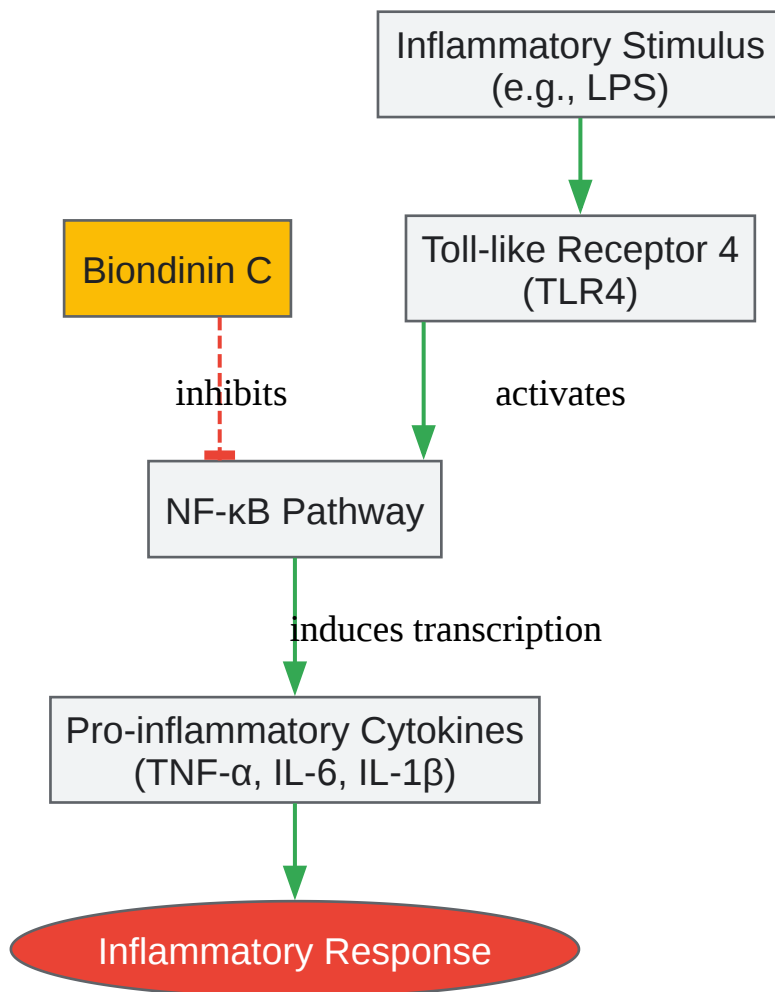 Inflammatory Stimulus
(e.g., LPS)
Biondinin C
Toll-like Receptor 4
(TLR4)
inhibits
activates
NF-κB Pathway
induces transcription
Pro-inflammatory Cytokines
(TNF-α, IL-6, IL-1β)
Inflammatory Response